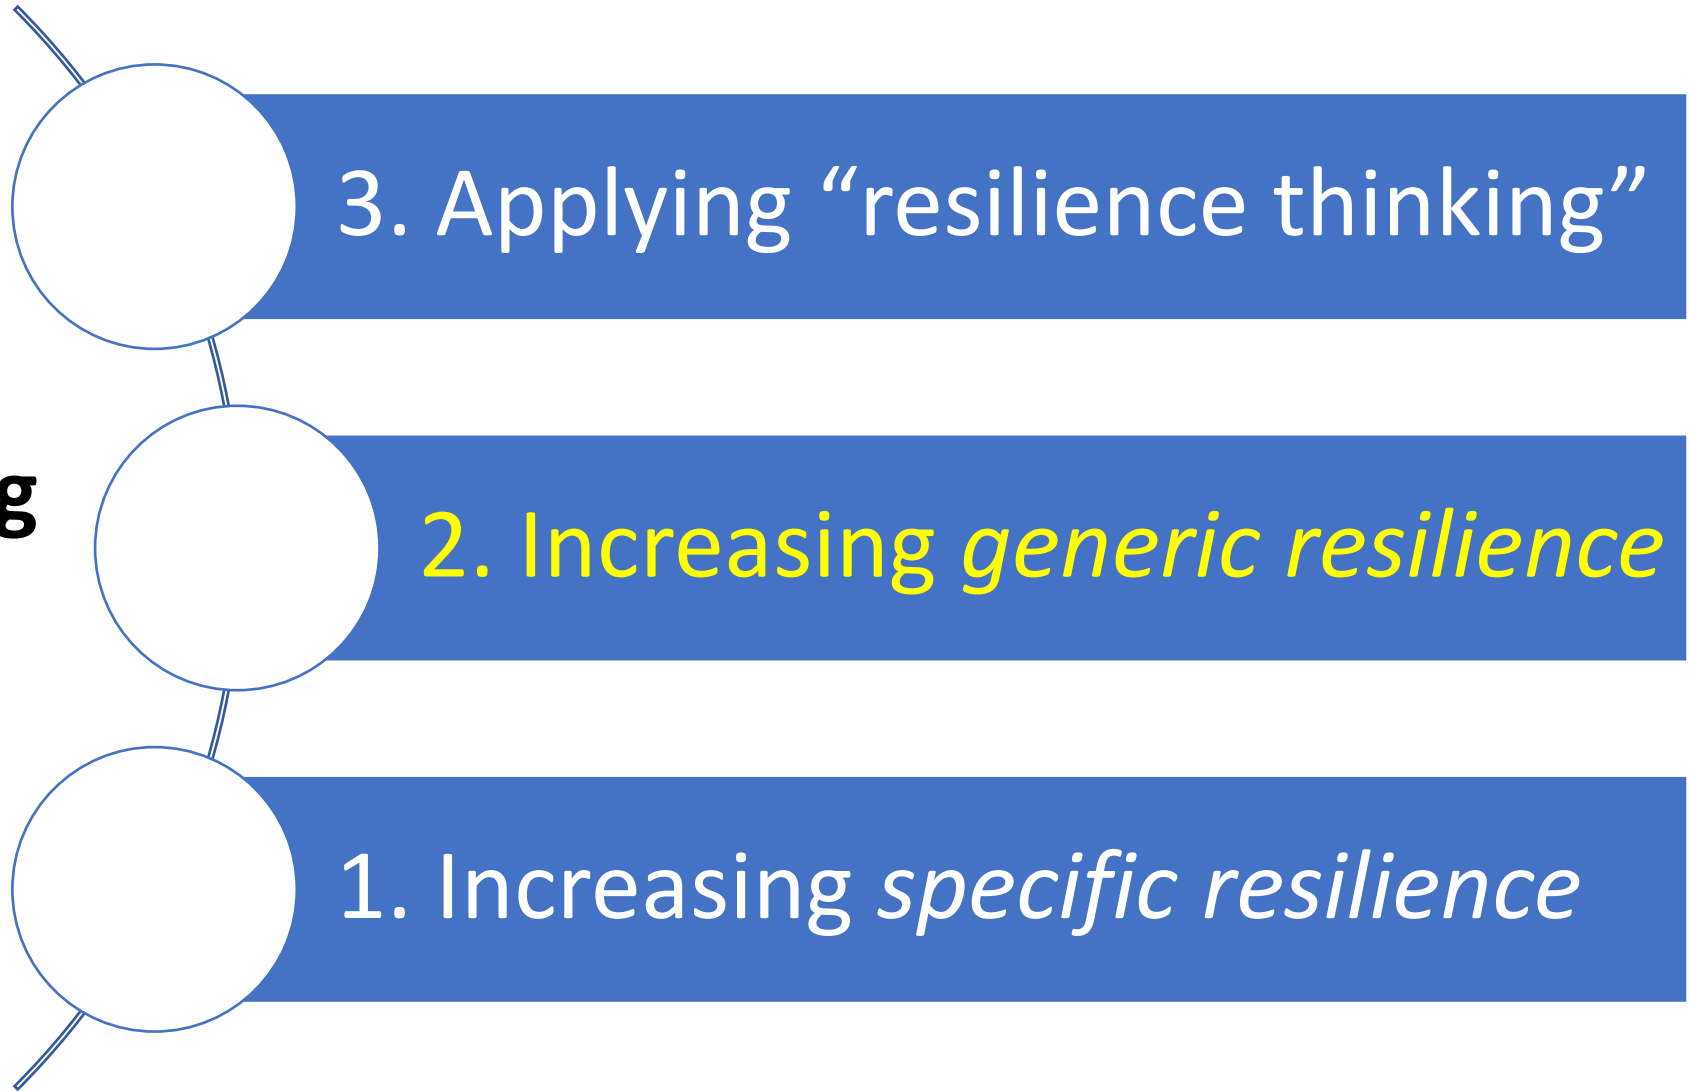 3. Applying “resilience thinking”
g
2. Increasing generic resilience
1. Increasing specific resilience